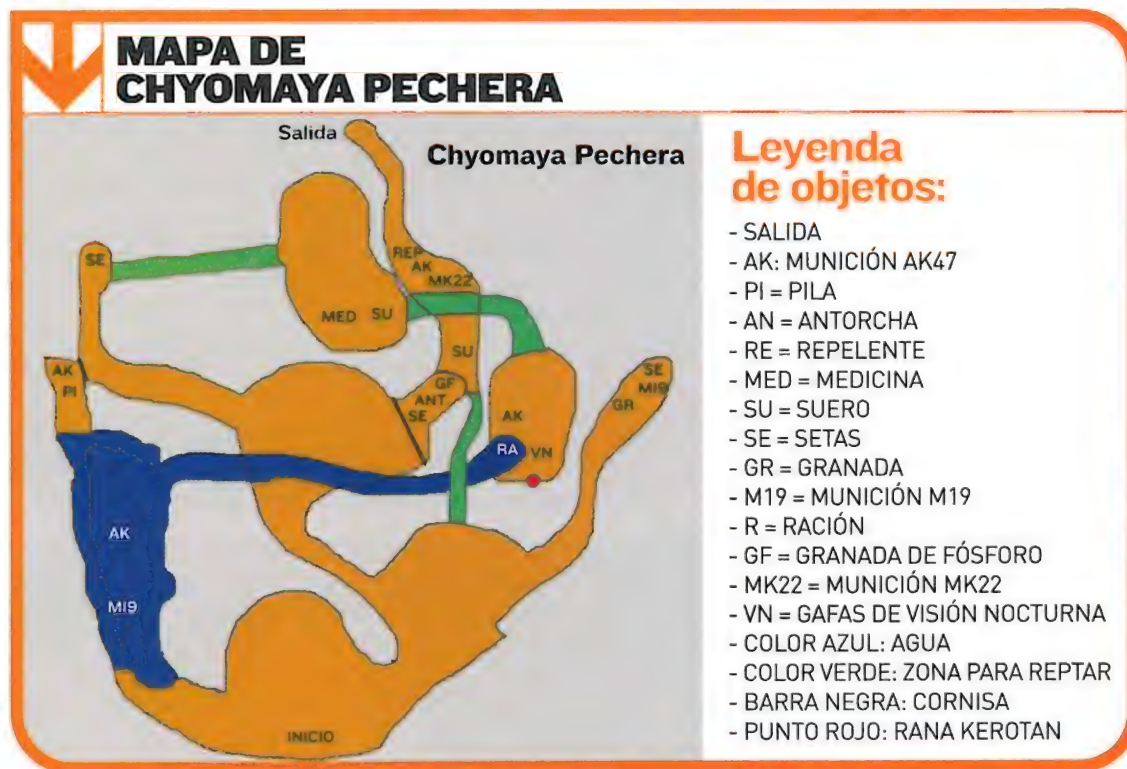 MAPA DE
CHYOMAYA PECHERA
Salida
Chyomaya Pechera
SE
REP
AK
MK22
MED SU
SU
AK
PI
GF
ANT
SE
AK
SE
M19
GR
RA
VN
AK
M19
INICIO
Leyenda
de objetos:
- SALIDA
- AK: MUNICIÓN AK47
- PI = PILA
- AN = ANTORCHA
- RE = REPELENTE
- MED = MEDICINA
- SU = SUERO
- SE = SETAS
- GR = GRANADA
- M19 = MUNICIÓN M19
- R = RACIÓN
- GF = GRANADA DE FÓSFORO
- MK22 = MUNICIÓN MK22
- VN = GAFAS DE VISIÓN NOCTURNA
- COLOR AZUL: AGUA
- COLOR VERDE: ZONA PARA REPTAR
- BARRA NEGRA: CORNISA
- PUNTO ROJO: RANA KEROTAN